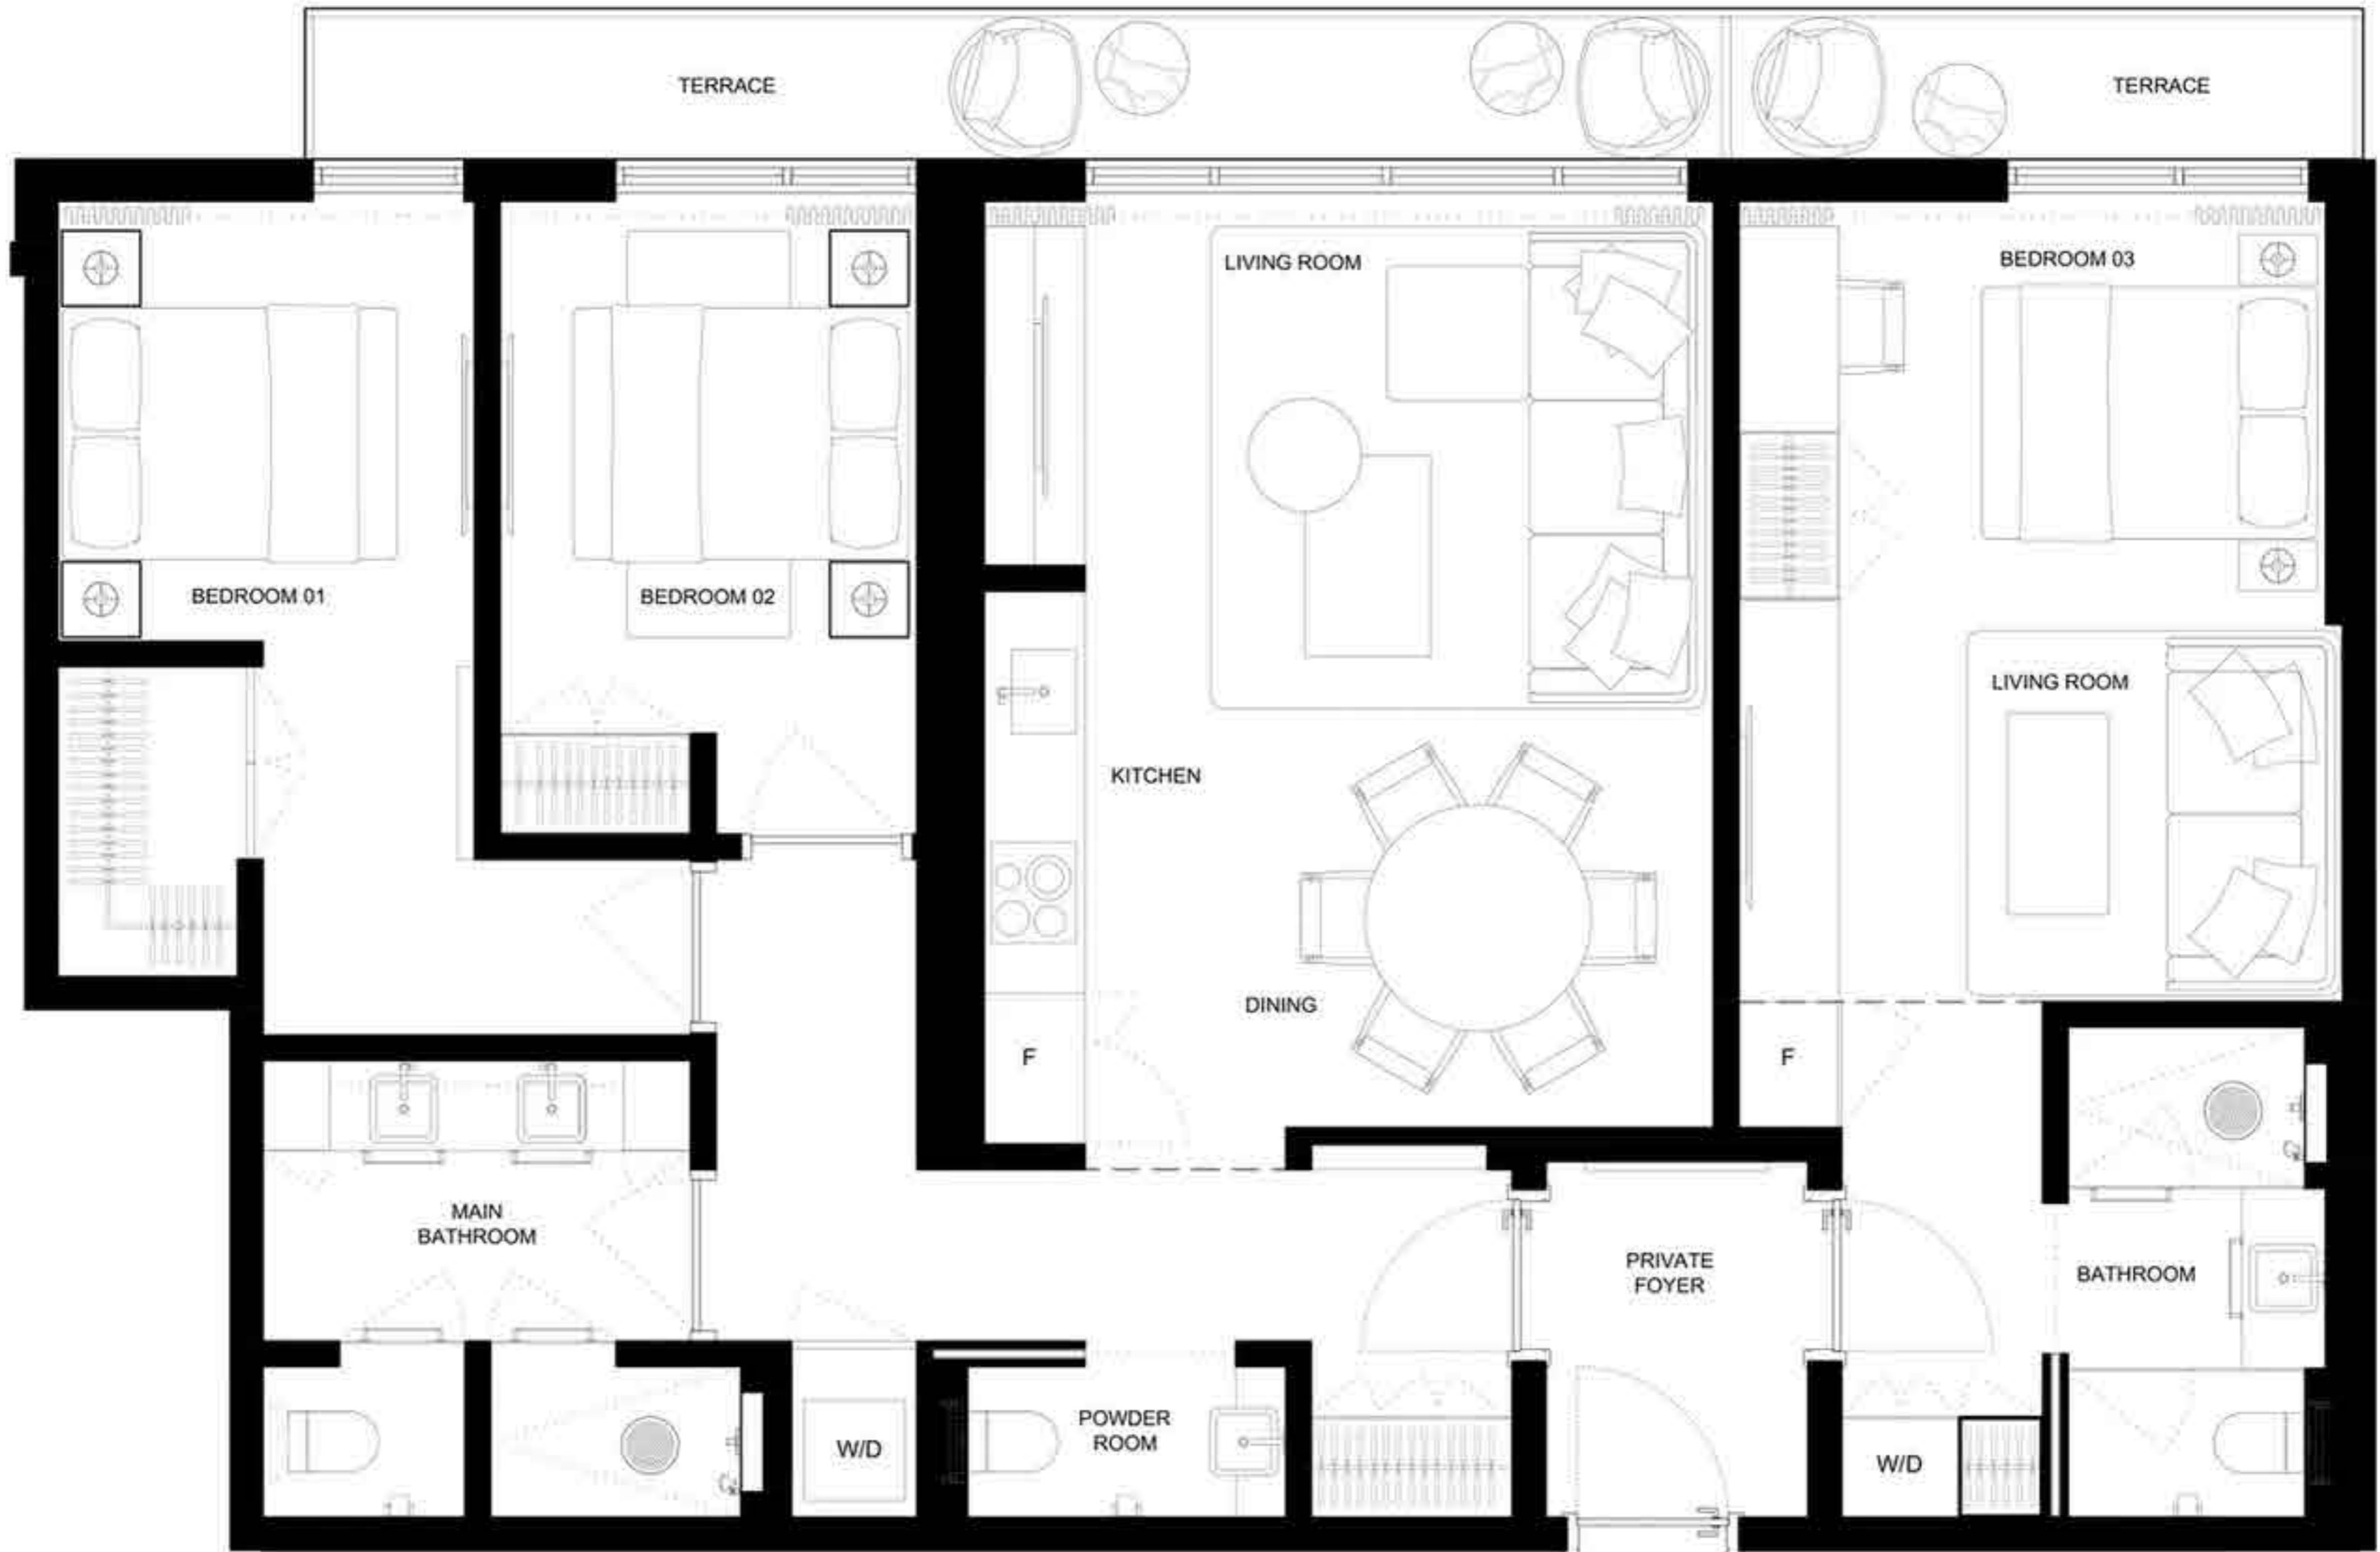 TERRACE
TERRACE
LIVING ROOM
BEDROOM 03
BEDROOM 01
BEDROOM 02
LIVING ROOM
KITCHEN
DINING
F
F
MAIN
BATHROOM
PRIVATE
FOYER
BATHROOM
POWDER
ROOM
W/D
W/D